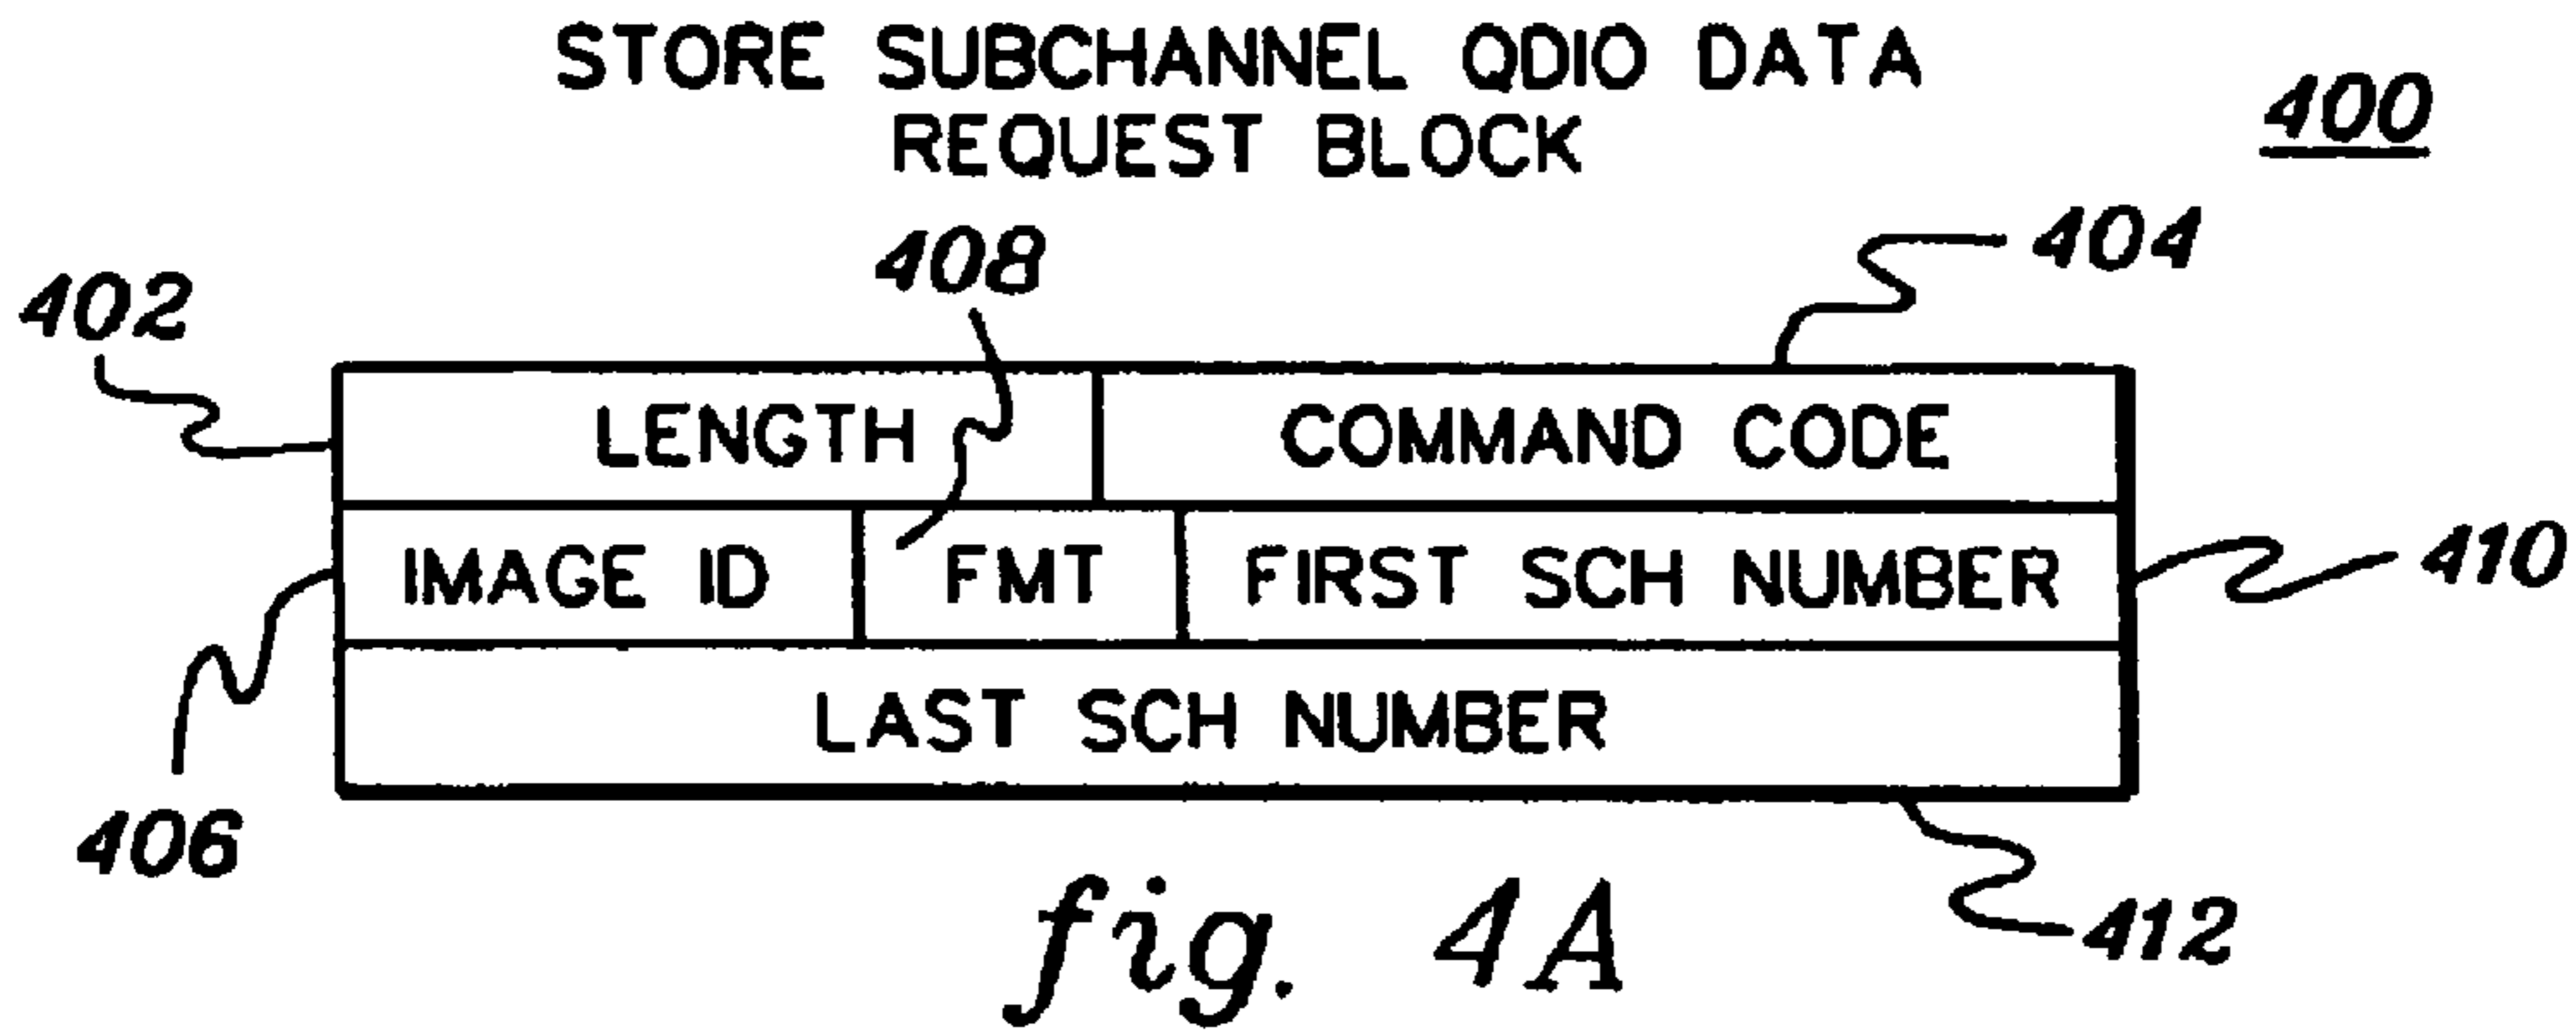 STORE SUBCHANNEL QDIO DATA
REQUEST BLOCK
400
404
408
402
LENGTH
COMMAND CODE
IMAGE ID
FMT
FIRST SCH NUMBER
410
LAST SCH NUMBER
406
412
fig. 4A